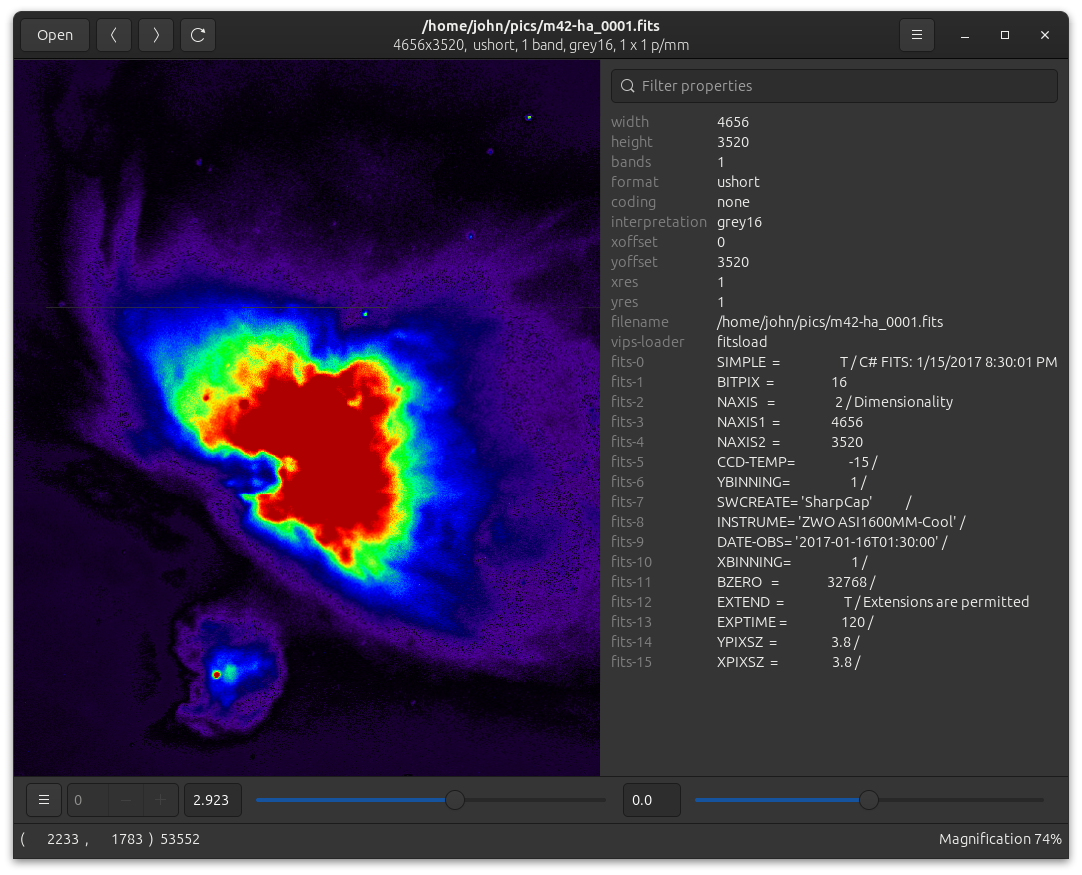 Open
/home/john/pics/m42-ha_0001.fits
4656x3520, ushort, 1 band, grey16, 1 x 1 p/mm
Filter properties
width 4656
height 3520
bands 1
format ushort
coding none
interpretation grey16
xoffset 0
yoffset 3520
xres 1
yres 1
filename /home/john/pics/m42-ha_0001.fits
vips-loader fitsload
fits-0 SIMPLE = T / C# FITS: 1/15/2017 8:30:01 PM
fits-1 BITPIX = 16
fits-2 NAXIS = 2 / Dimensionality
fits-3 NAXIS1 = 4656
fits-4 NAXIS2 = 3520
fits-5 CCD-TEMP= -15 /
fits-6 YBINNING= 1 /
fits-7 SWCREATE= 'SharpCap' /
fits-8 INSTRUME= 'ZWO ASI1600MM-Cool' /
fits-9 DATE-OBS= '2017-01-16T01:30:00' /
fits-10 XBINNING= 1 /
fits-11 BZERO = 32768 /
fits-12 EXTEND = T / Extensions are permitted
fits-13 EXPTIME = 120 /
fits-14 YPIXSZ = 3.8 /
fits-15 XPIXSZ = 3.8 /
0 − + 2.923 0.0
( 2233 , 1783 ) 53552 Magnification 74%